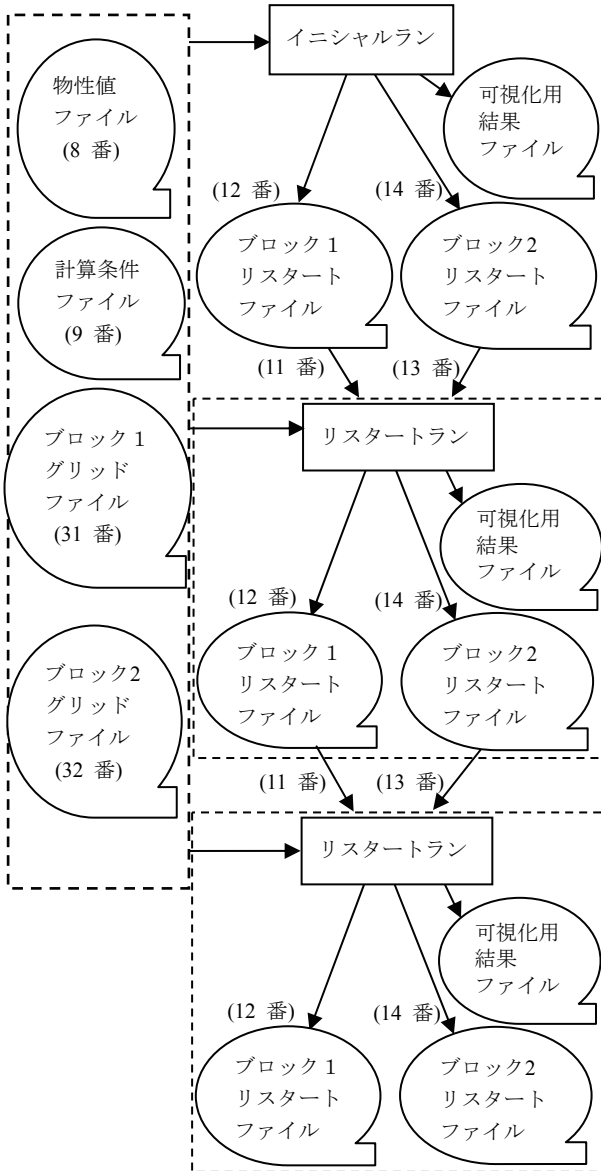 イニシャルラン
物性値
ファイル
(8 番)
可視化用
結果
ファイル
(12 番)
(14 番)
ブロック１
リスタート
ファイル
ブロック2
リスタート
ファイル
計算条件
ファイル
(9 番)
(11 番)
(13 番)
ブロック１
グリッド
ファイル
(31 番)
リスタートラン
可視化用
結果
ファイル
(12 番)
(14 番)
ブロック１
リスタート
ファイル
ブロック2
リスタート
ファイル
ブロック2
グリッド
ファイル
(32 番)
(11 番)
(13 番)
リスタートラン
可視化用
結果
ファイル
(12 番)
(14 番)
ブロック１
リスタート
ファイル
ブロック2
リスタート
ファイル